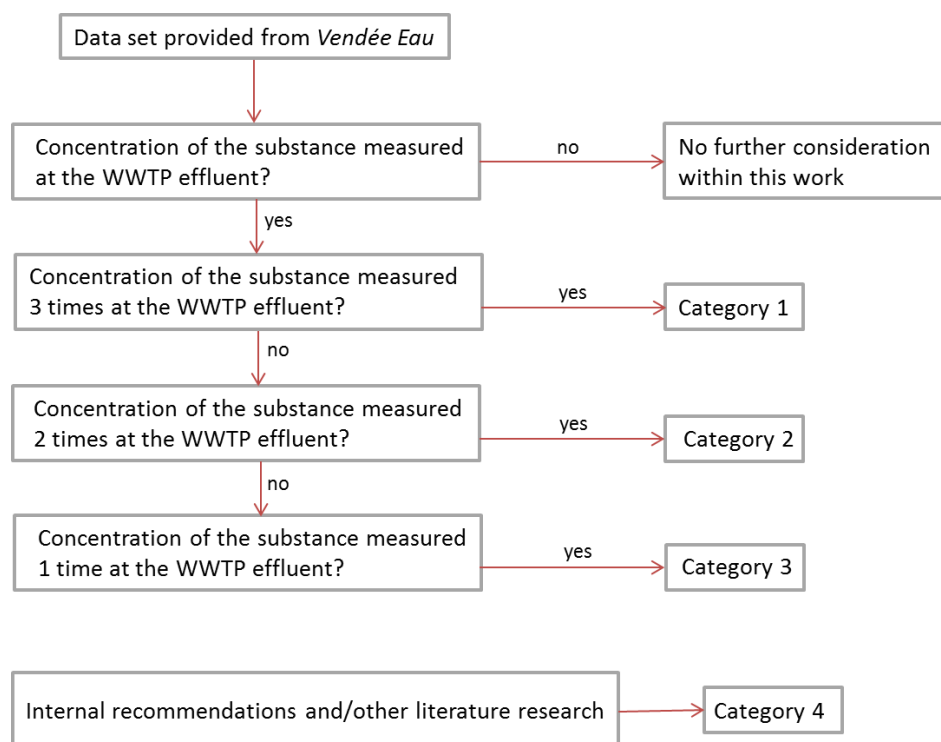 Data set provided from Vendée Eau
Concentration of the substance measured
at the WWTP effluent?
no
No further consideration
within this work
yes
Concentration of the substance measured
3 times at the WWTP effluent?
yes
Category 1
no
Concentration of the substance measured
2 times at the WWTP effluent?
yes
Category 2
no
Concentration of the substance measured
1 time at the WWTP effluent?
yes
Category 3
Internal recommendations and/other literature research
Category 4